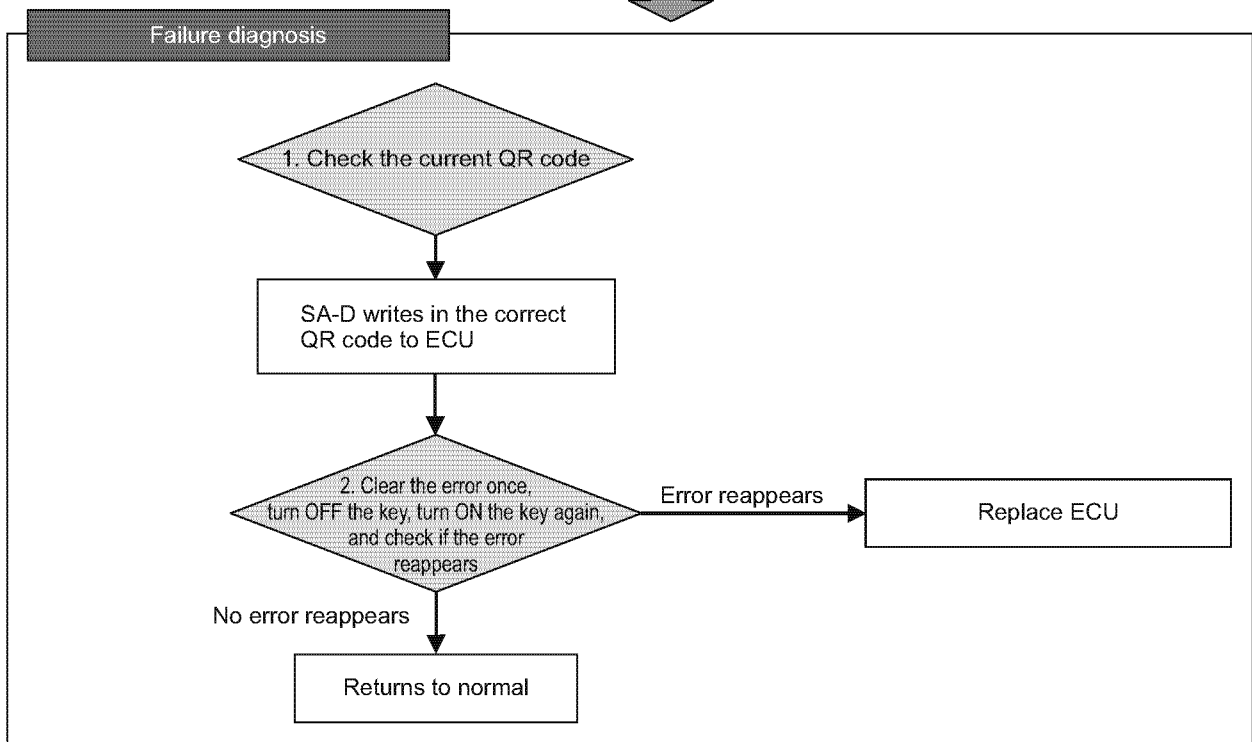 Failure diagnosis
1. Check the current QR code
SA-D writes in the correct
QR code to ECU
2. Clear the error once,
turn OFF the key, turn ON the key again,
and check if the error
reappears
Error reappears
Replace ECU
No error reappears
Returns to normal